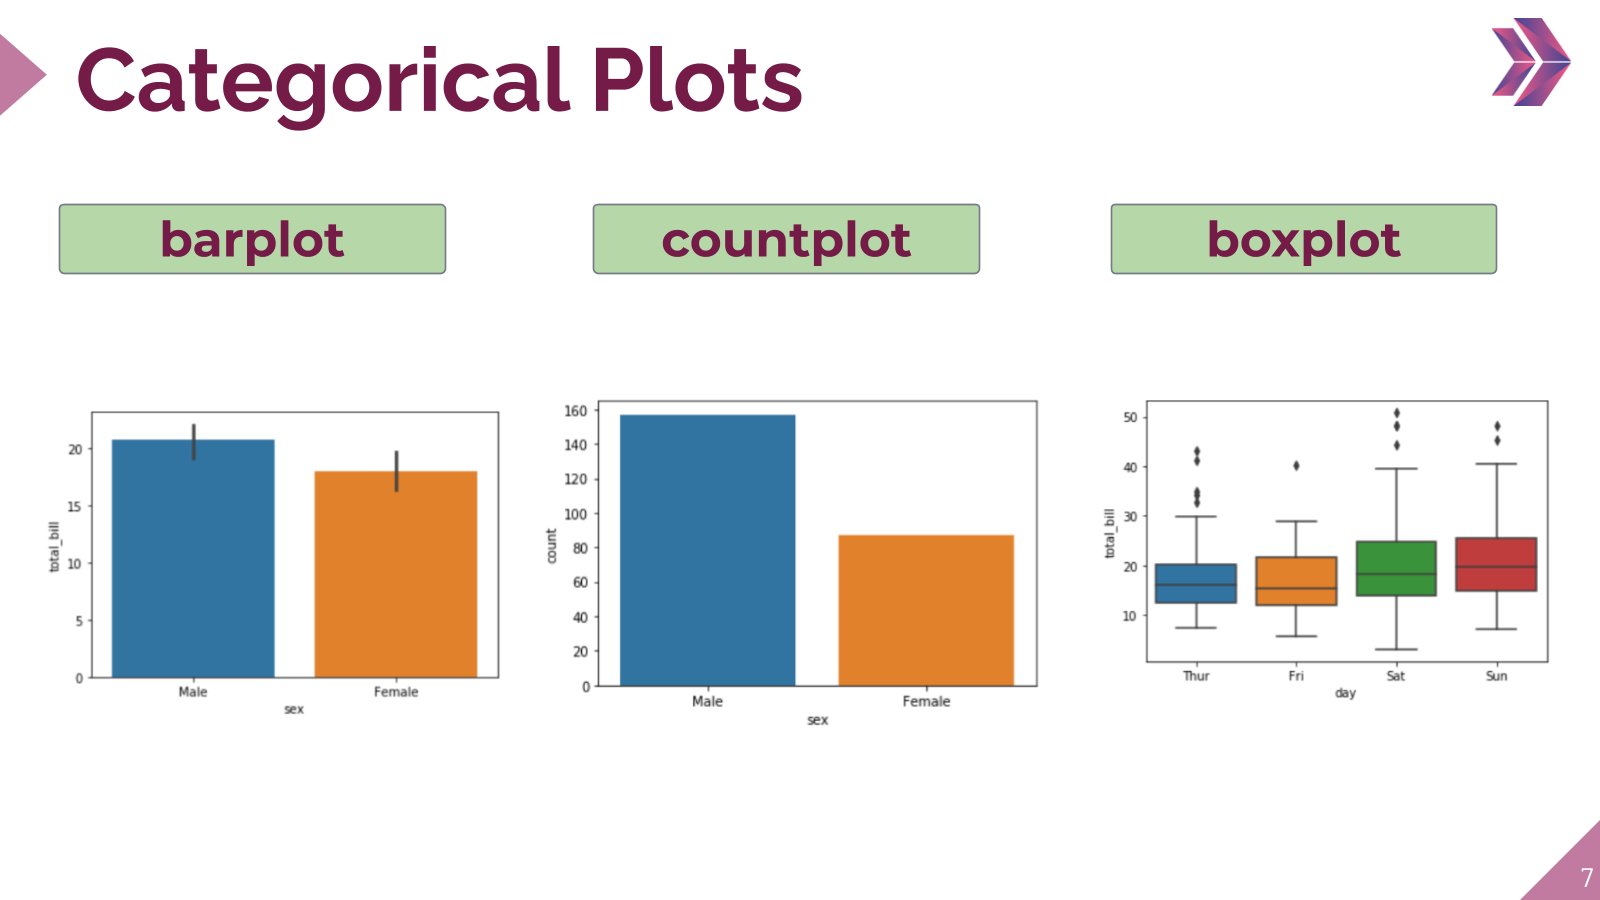 Categorical Plots
barplot
countplot
boxplot
20
15
10
5
0
total_bill
Male
Female
sex
160
140
120
100
80
60
40
20
0
count
Male
Female
sex
50
40
30
20
10
total_bill
Thur
Fri
Sat
Sun
day
7